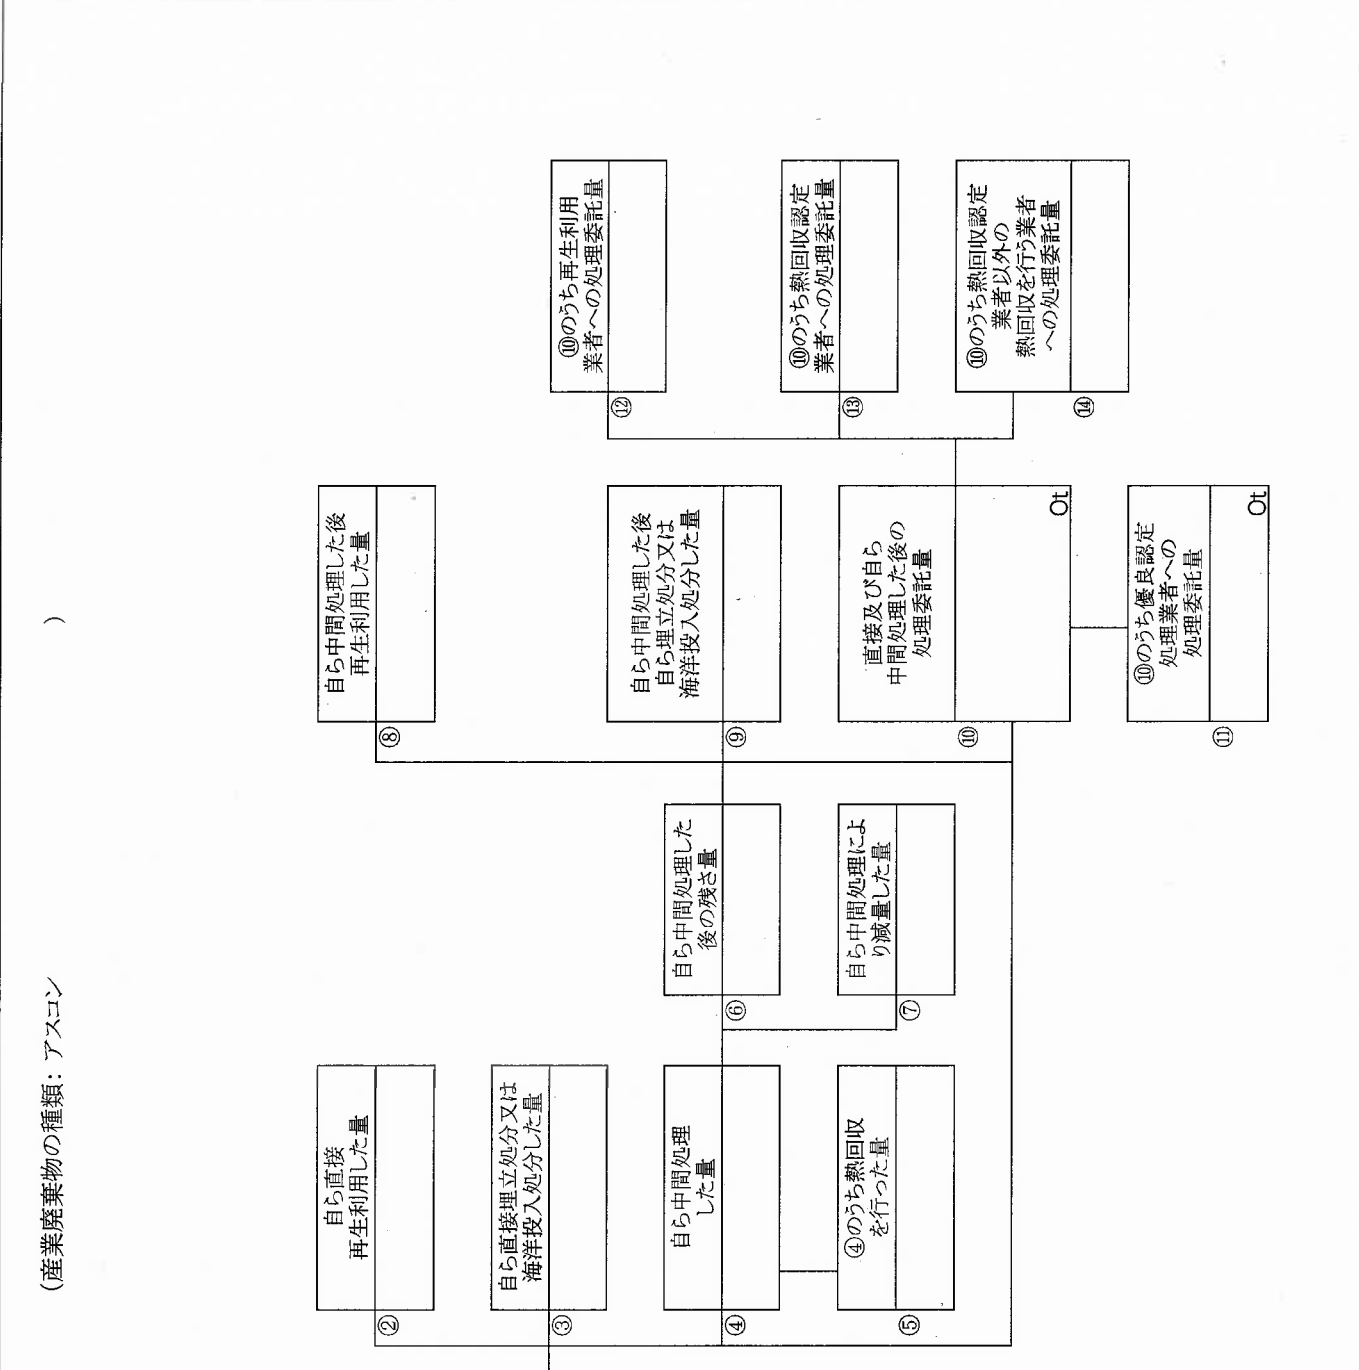 (産業廃棄物の種類：アスコン　　　　　)
自ら直接
再生利用した量
②
自ら直接埋立処分又は
海洋投入処分した量
③
自ら中間処理
した量
④
④のうち熱回収
を行った量
⑤
自ら中間処理した
後の残さ量
⑥
自ら中間処理によ
り減量した量
⑦
自ら中間処理した後
再生利用した量
⑧
自ら中間処理した後
自ら埋立処分又は
海洋投入処分した量
⑨
直接及び自ら
中間処理した後の
処理委託量
⑩
0t
⑩のうち優良認定
処理業者への
処理委託量
⑪
0t
⑩のうち再生利用
業者への処理委託量
⑫
⑩のうち熱回収認定
業者への処理委託量
⑬
⑩のうち熱回収認定
業者以外の
熱回収を行う業者
への処理委託量
⑭